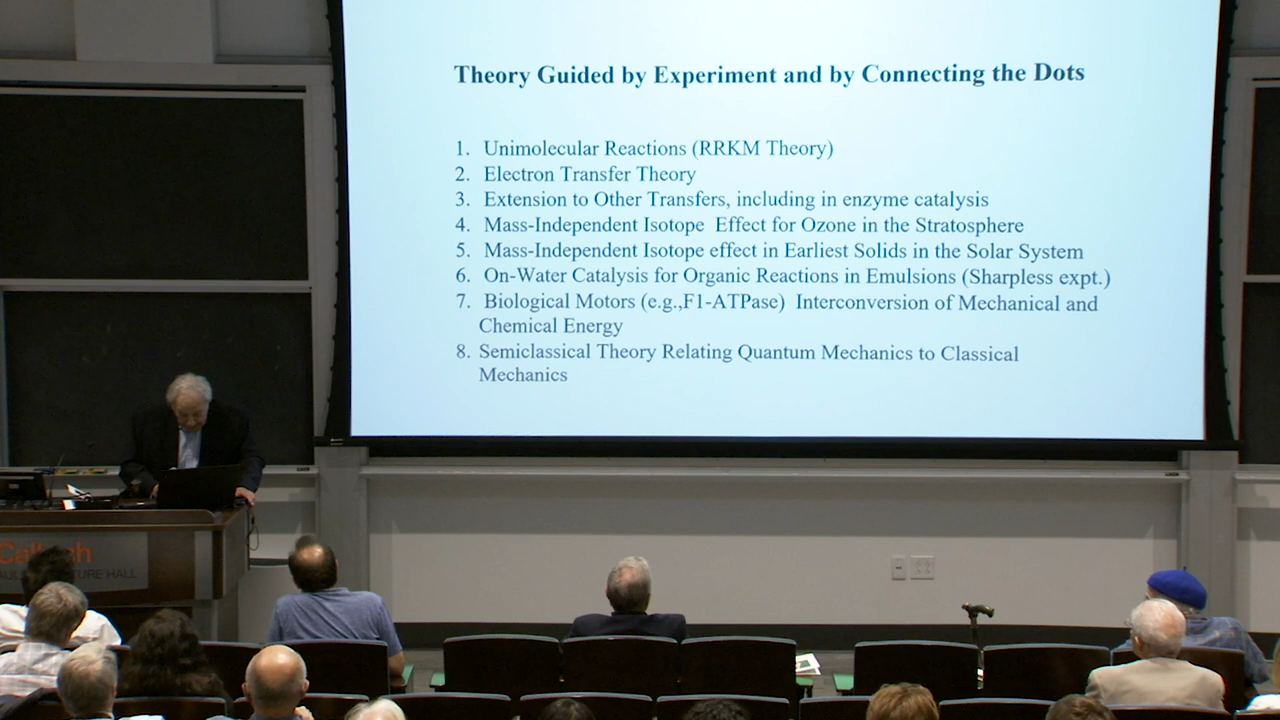 Theory Guided by Experiment and by Connecting the Dots
1. Unimolecular Reactions (RRKM Theory)
2. Electron Transfer Theory
3. Extension to Other Transfers, including in enzyme catalysis
4. Mass-Independent Isotope Effect for Ozone in the Stratosphere
5. Mass-Independent Isotope effect in Earliest Solids in the Solar System
6. On-Water Catalysis for Organic Reactions in Emulsions (Sharpless expt.)
7. Biological Motors (e.g.,F1-ATPase) Interconversion of Mechanical and
Chemical Energy
8. Semiclassical Theory Relating Quantum Mechanics to Classical
Mechanics
HALL